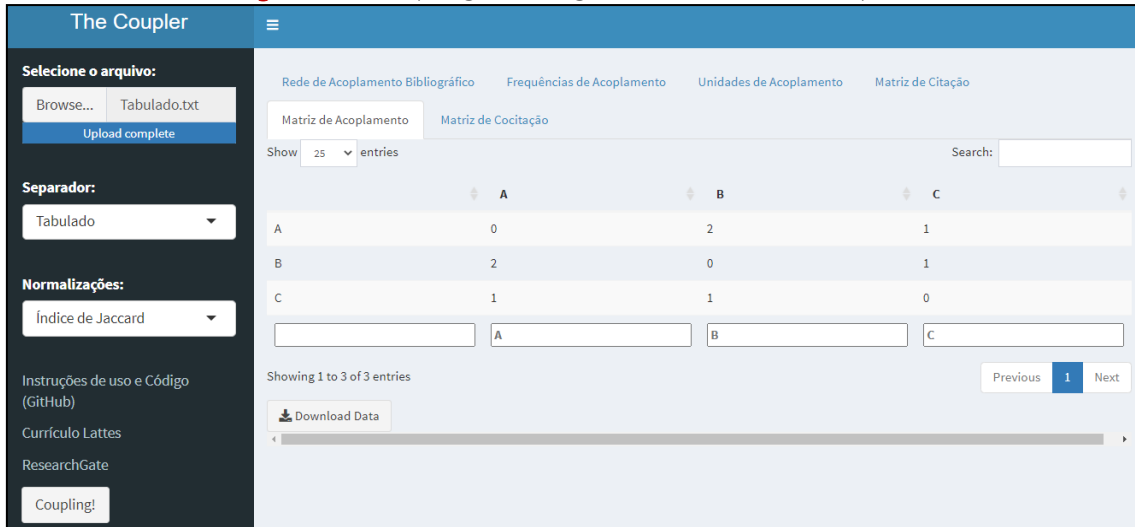 The Coupler
Selecione o arquivo:
Browse... Tabulado.txt
Upload complete
Separador:
Tabulado
Normalizações:
Índice de Jaccard
Instruções de uso e Código
(GitHub)
Currículo Lattes
ResearchGate
Coupling!
Rede de Acoplamento Bibliográfico Frequências de Acoplamento Unidades de Acoplamento Matriz de Citação
Matriz de Acoplamento Matriz de Cocitação
Show 25 entries Search:
A B C
A 0 2 1
B 2 0 1
C 1 1 0
A B C
Showing 1 to 3 of 3 entries Previous 1 Next
Download Data